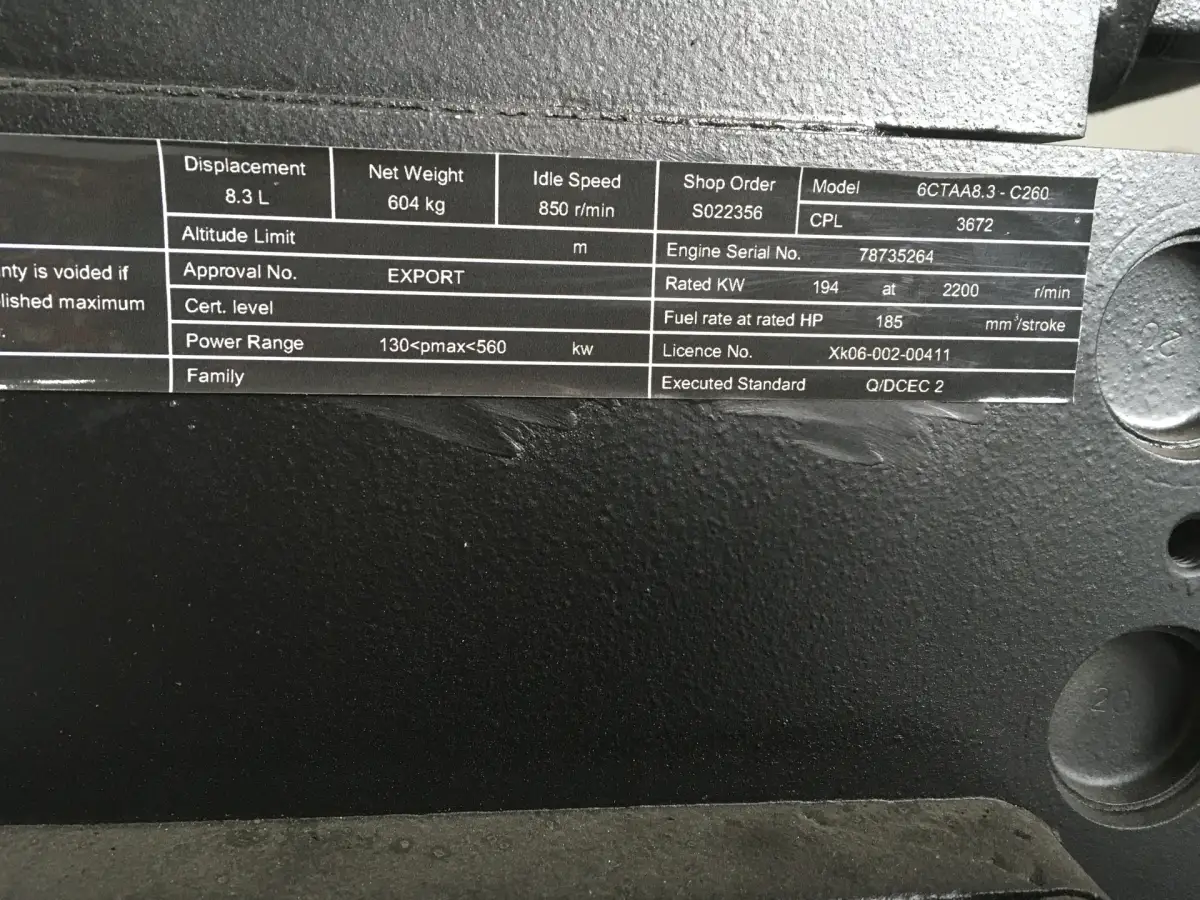 Displacement
8.3 L
Net Weight
604 kg
Idle Speed
850 r/min
Shop Order
S022356
Model 6CTAA8.3 - C260
CPL 3672
Altitude Limit m
Engine Serial No. 78735264
nty is voided if
Approval No. EXPORT
Rated KW 194 at 2200 r/min
lished maximum
Cert. level
Fuel rate at rated HP 185 mm³/stroke
Power Range 130<pmax<560 kw
Licence No. Xk06-002-00411
Family
Executed Standard Q/DCEC 2